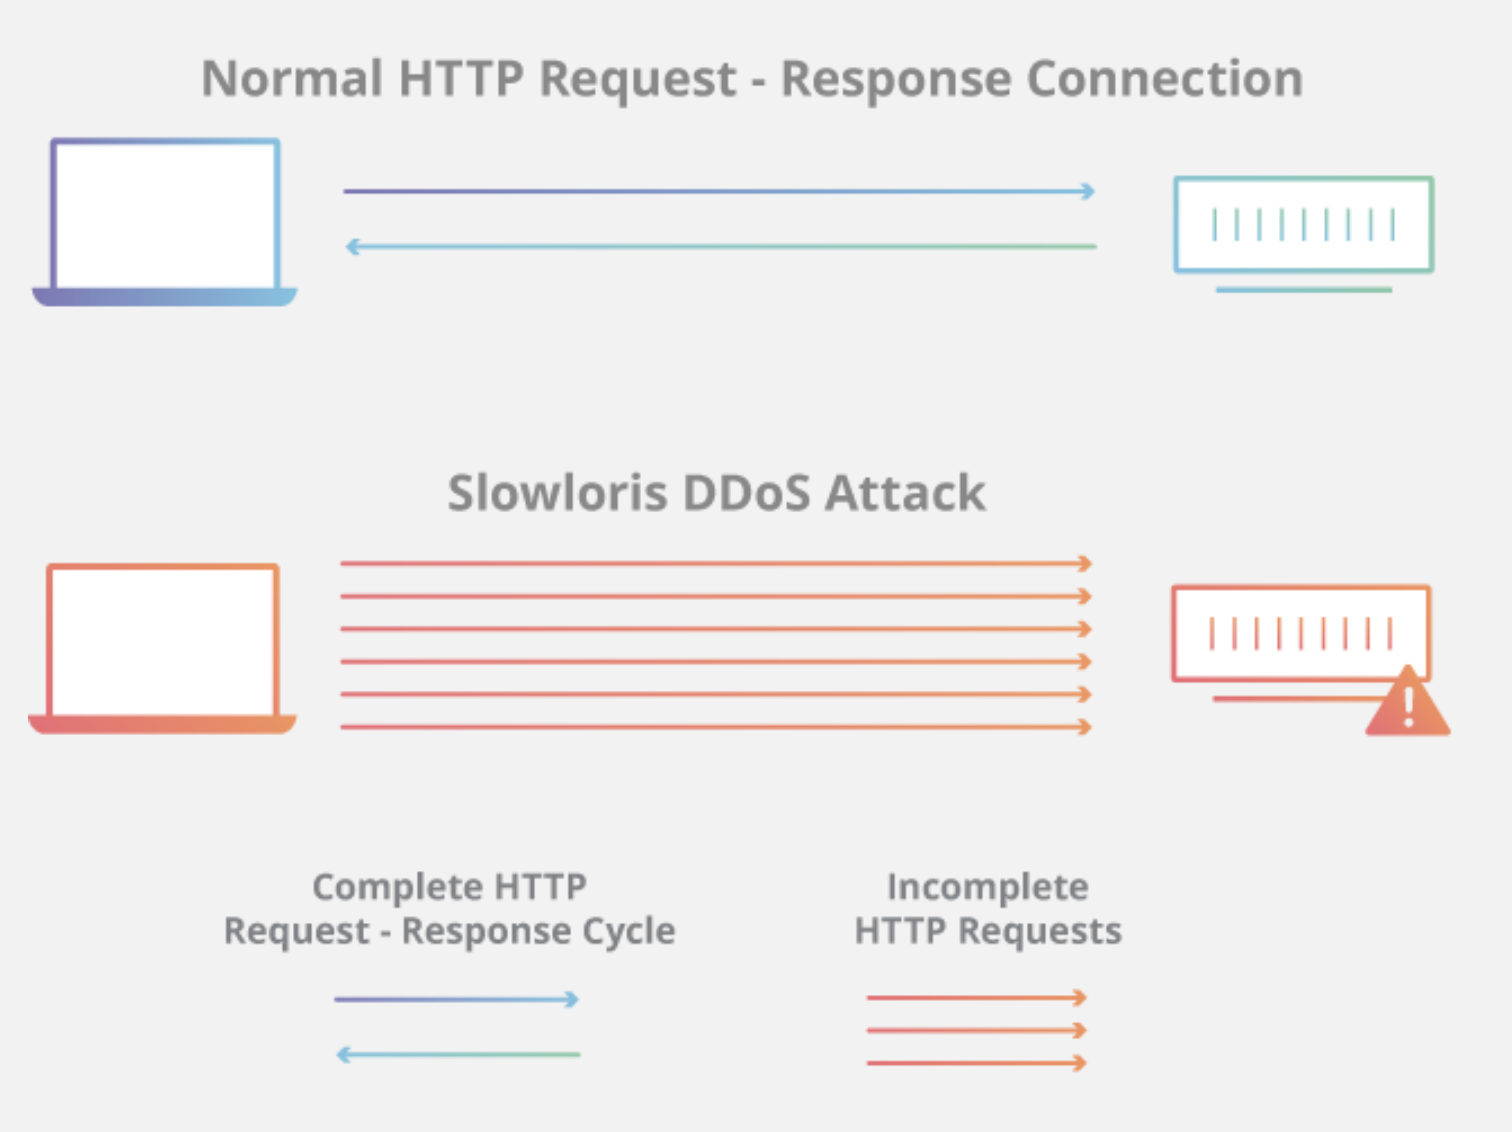 Normal HTTP Request - Response Connection
Slowloris DDoS Attack
Complete HTTP
Request - Response Cycle
Incomplete
HTTP Requests